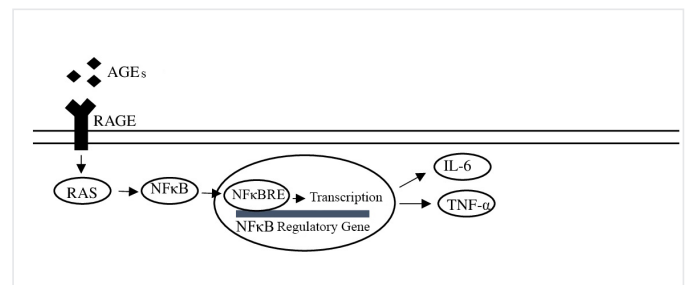 AGEs
RAGE
RAS
NFκB
NFκBRE
Transcription
NFκB Regulatory Gene
IL-6
TNF-α